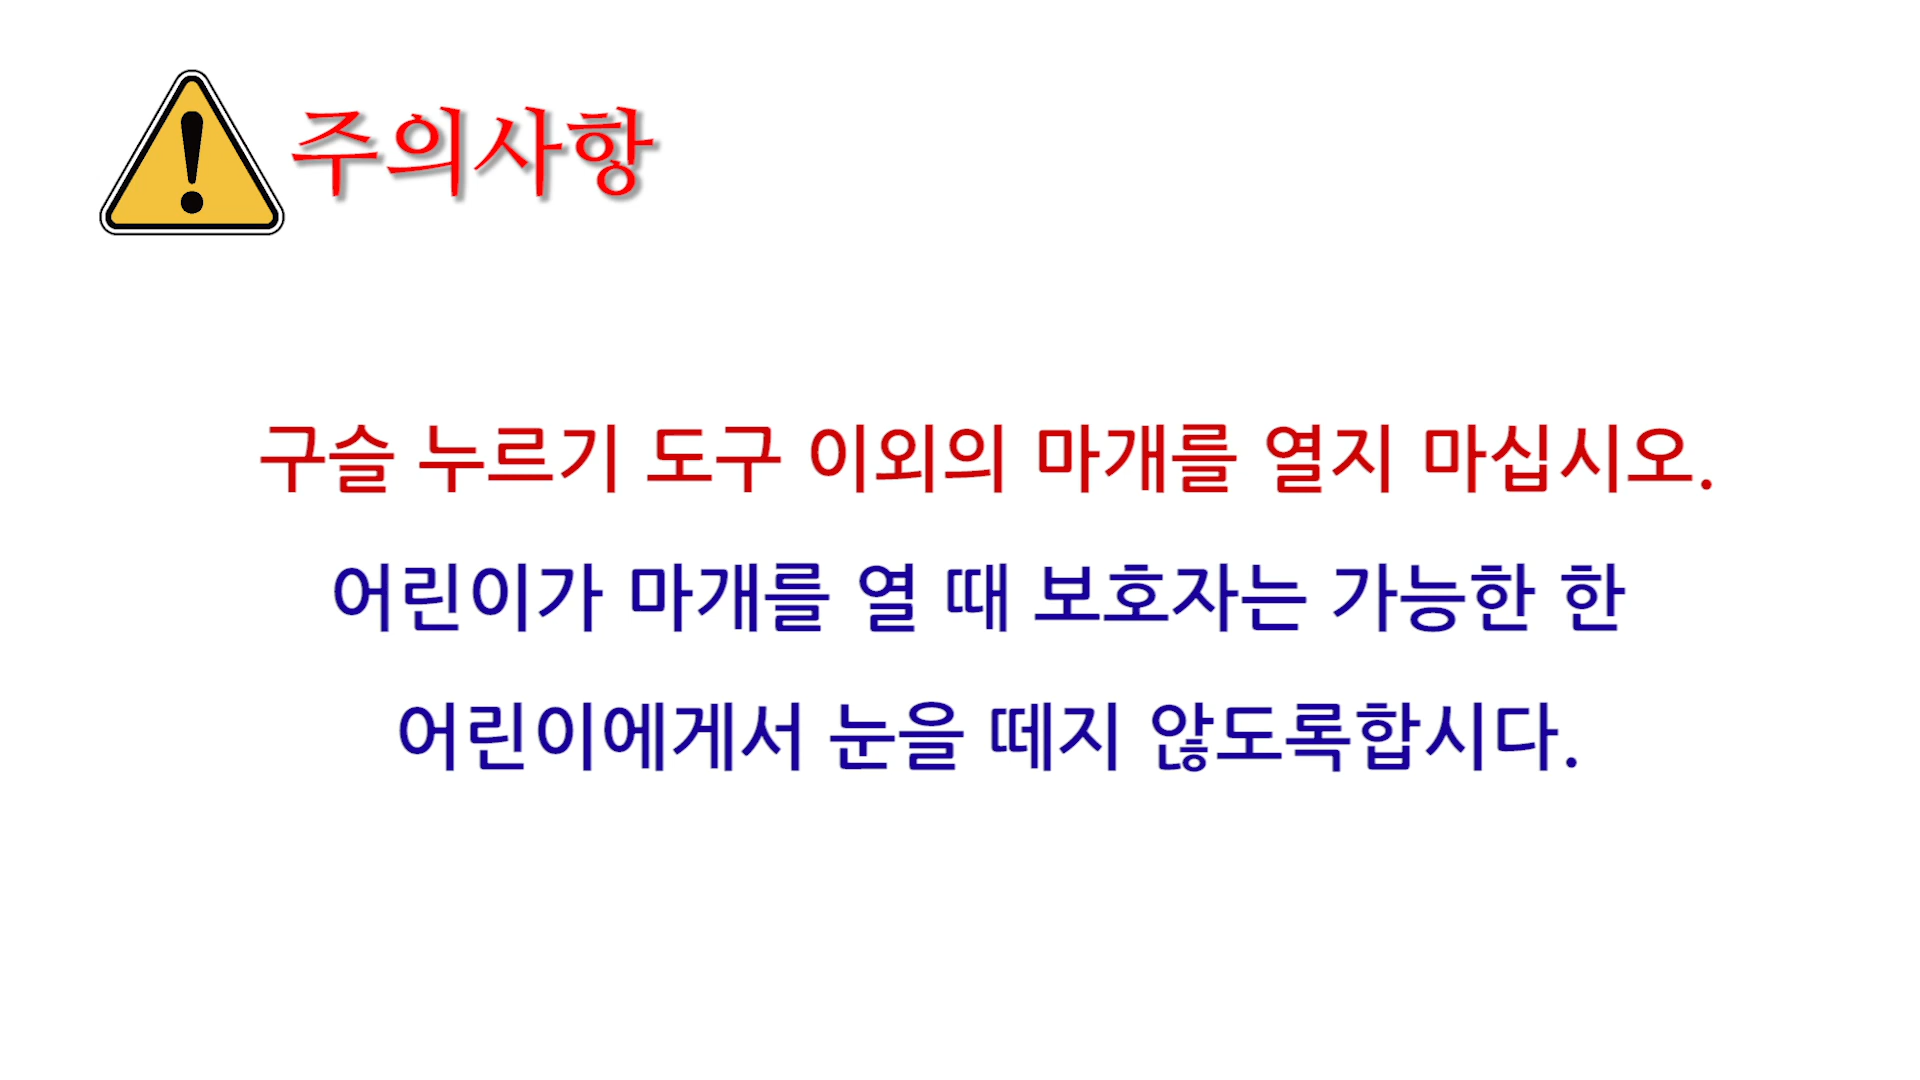 주의사항
구슬 누르기 도구 이외의 마개를 열지 마십시오.
어린이가 마개를 열 때 보호자는 가능한 한
어린이에게서 눈을 떼지 않도록합시다.